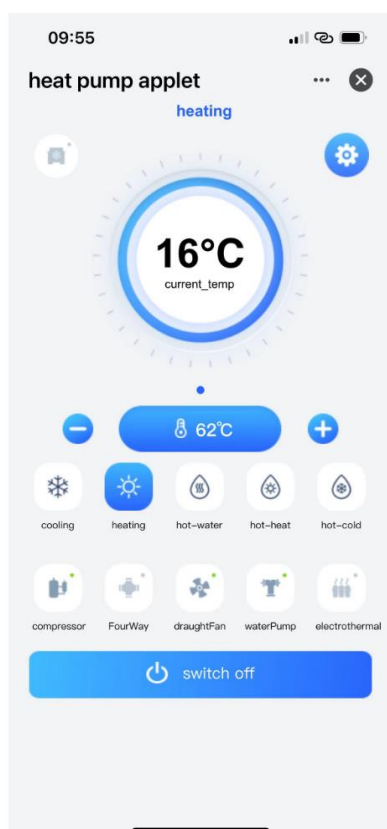 09:55
heat pump applet
heating
16°C
current_temp
62℃
cooling heating hot-water hot-heat hot-cold
compressor FourWay draughtFan waterPump electrothermal
switch off